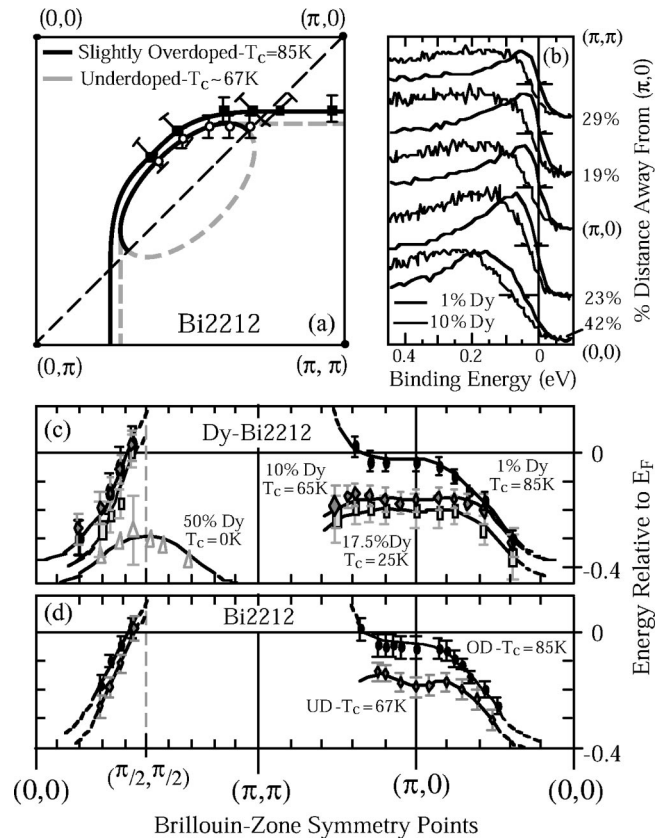 (0,0)
(π,0)
Slightly Overdoped-Tc=85K
Underdoped-Tc~67K
Bi2212
(a)
(0,π)
(π, π)
(b)
(π,π)
29%
19%
(π,0)
23%
42%
(0,0)
% Distance Away From (π,0)
1% Dy
10% Dy
0.4
0.2
0
Binding Energy (eV)
(c)
Dy-Bi2212
0
10% Dy
Tc=65K
1% Dy
Tc=85K
50% Dy
Tc=0K
17.5%Dy
Tc=25K
-0.4
(d)
Bi2212
0
OD-Tc=85K
UD-Tc=67K
-0.4
Energy Relative to EF
(0,0)
(π/2,π/2)
(π,π)
(π,0)
(0,0)
Brillouin-Zone Symmetry Points